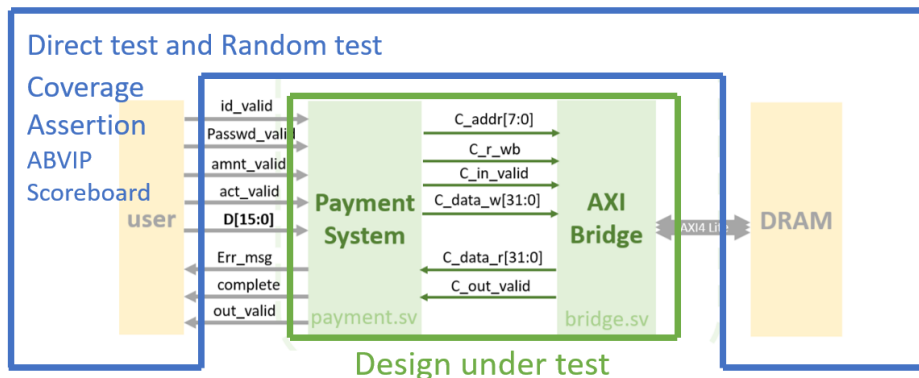 Direct test and Random test
Coverage
Assertion
ABVIP
Scoreboard
user
id_valid
Passwd_valid
amnt_valid
act_valid
D[15:0]
Err_msg
complete
out_valid
Payment
System
payment.sv
C_addr[7:0]
C_r_wb
C_in_valid
C_data_w[31:0]
C_data_r[31:0]
C_out_valid
AXI
Bridge
bridge.sv
AXI4 Lite
DRAM
Design under test